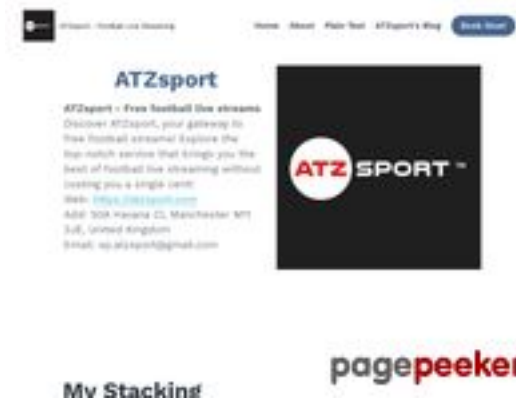 ATZsport - Football Live Streaming
Home About Plain Text ATZsport's Blog Book Now!
ATZsport
ATZsport - Free football live streams
Discover ATZsport, your gateway to
free football streams! Explore the
top-notch service that brings you the
best of football live streaming without
costing you a single cent!
Web: https://atzsport.com
Add: 50A Havana Cl, Manchester M11
United Kingdom
Email: @gmail.com
ATZ SPORT ™
pagepeeker
My Stacking